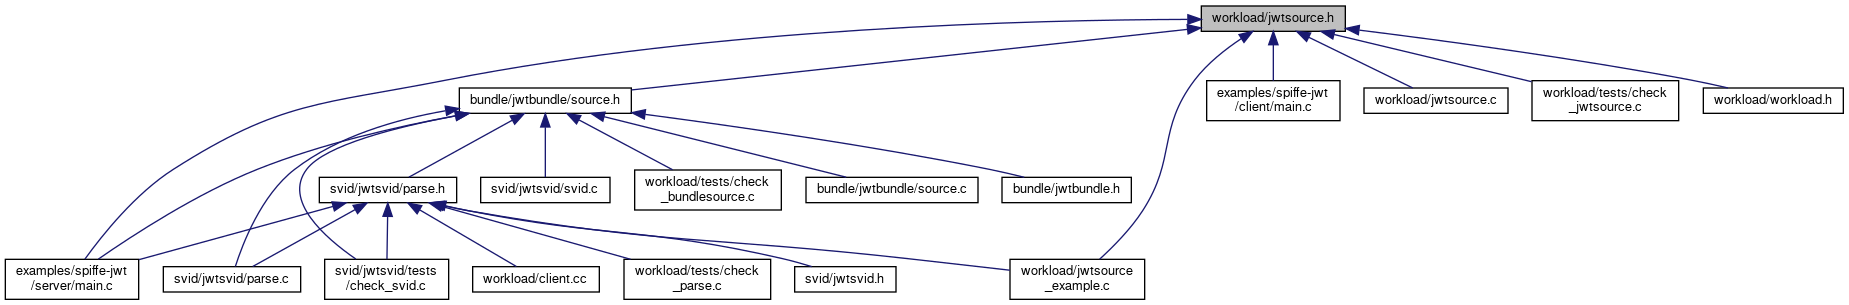 workload/jwtsource.h
bundle/jwtbundle/source.h
examples/spiffe-jwt
/client/main.c
workload/jwtsource.c
workload/tests/check
_jwtsource.c
workload/workload.h
svid/jwtsvid/parse.h
svid/jwtsvid/svid.c
workload/tests/check
_bundlesource.c
bundle/jwtbundle/source.c
bundle/jwtbundle.h
examples/spiffe-jwt
/server/main.c
svid/jwtsvid/parse.c
svid/jwtsvid/tests
/check_svid.c
workload/client.cc
workload/tests/check
_parse.c
svid/jwtsvid.h
workload/jwtsource
_example.c